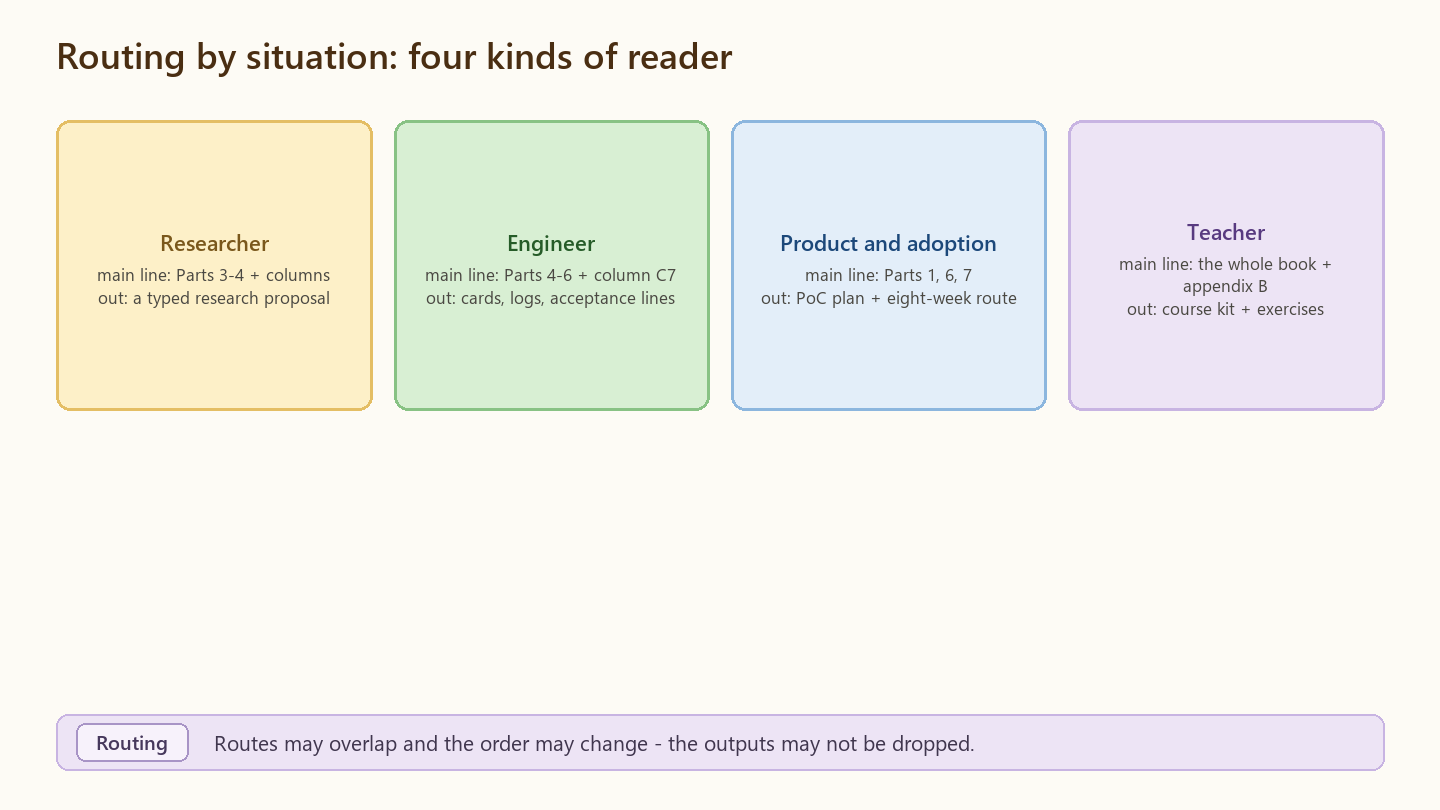 Routing by situation: four kinds of reader
Researcher
main line: Parts 3-4 + columns
out: a typed research proposal
Engineer
main line: Parts 4-6 + column C7
out: cards, logs, acceptance lines
Product and adoption
main line: Parts 1, 6, 7
out: PoC plan + eight-week route
Teacher
main line: the whole book +
appendix B
out: course kit + exercises
Routing
Routes may overlap and the order may change - the outputs may not be dropped.